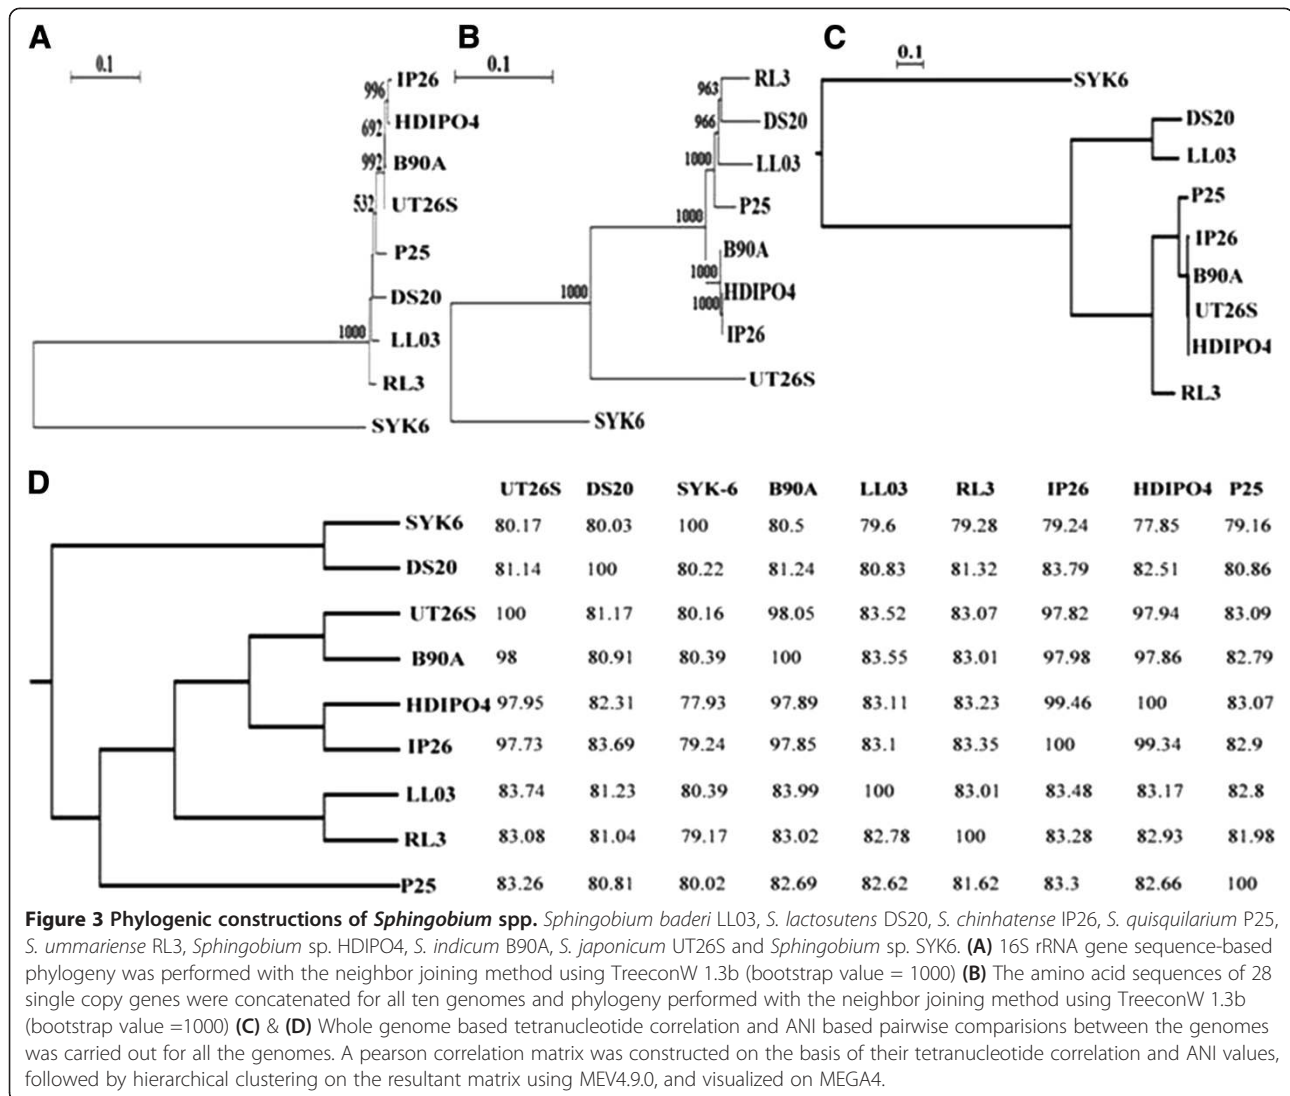 A
0.1
996
IP26
692
HDIPO4
992
B90A
532
UT26S
P25
DS20
1000
LL03
RL3
SYK6
B
0.1
963
RL3
966
DS20
1000
LL03
1000
P25
B90A
1000
HDIPO4
1000
IP26
1000
UT26S
SYK6
C
0.1
SYK6
DS20
LL03
P25
IP26
B90A
UT26S
HDIPO4
RL3
D
UT26S DS20 SYK-6 B90A LL03 RL3 IP26 HDIPO4 P25
SYK6 80.17 80.03 100 80.5 79.6 79.28 79.24 77.85 79.16
DS20 81.14 100 80.22 81.24 80.83 81.32 83.79 82.51 80.86
UT26S 100 81.17 80.16 98.05 83.52 83.07 97.82 97.94 83.09
B90A 98 80.91 80.39 100 83.55 83.01 97.98 97.86 82.79
HDIPO4 97.95 82.31 77.93 97.89 83.11 83.23 99.46 100 83.07
IP26 97.73 83.69 79.24 97.85 83.1 83.35 100 99.34 82.9
LL03 83.74 81.23 80.39 83.99 100 83.01 83.48 83.17 82.8
RL3 83.08 81.04 79.17 83.02 82.78 100 83.28 82.93 81.98
P25 83.26 80.81 80.02 82.69 82.62 81.62 83.3 82.66 100
Figure 3 Phylogenic constructions of Sphingobium spp. Sphingobium baderi LL03, S. lactosutens DS20, S. chinhatense IP26, S. quisquilarium P25,
S. ummariense RL3, Sphingobium sp. HDIPO4, S. indicum B90A, S. japonicum UT26S and Sphingobium sp. SYK6. (A) 16S rRNA gene sequence-based
phylogeny was performed with the neighbor joining method using TreeconW 1.3b (bootstrap value = 1000) (B) The amino acid sequences of 28
single copy genes were concatenated for all ten genomes and phylogeny performed with the neighbor joining method using TreeconW 1.3b
(bootstrap value =1000) (C) & (D) Whole genome based tetranucleotide correlation and ANI based pairwise comparisions between the genomes
was carried out for all the genomes. A pearson correlation matrix was constructed on the basis of their tetranucleotide correlation and ANI values,
followed by hierarchical clustering on the resultant matrix using MEV4.9.0, and visualized on MEGA4.